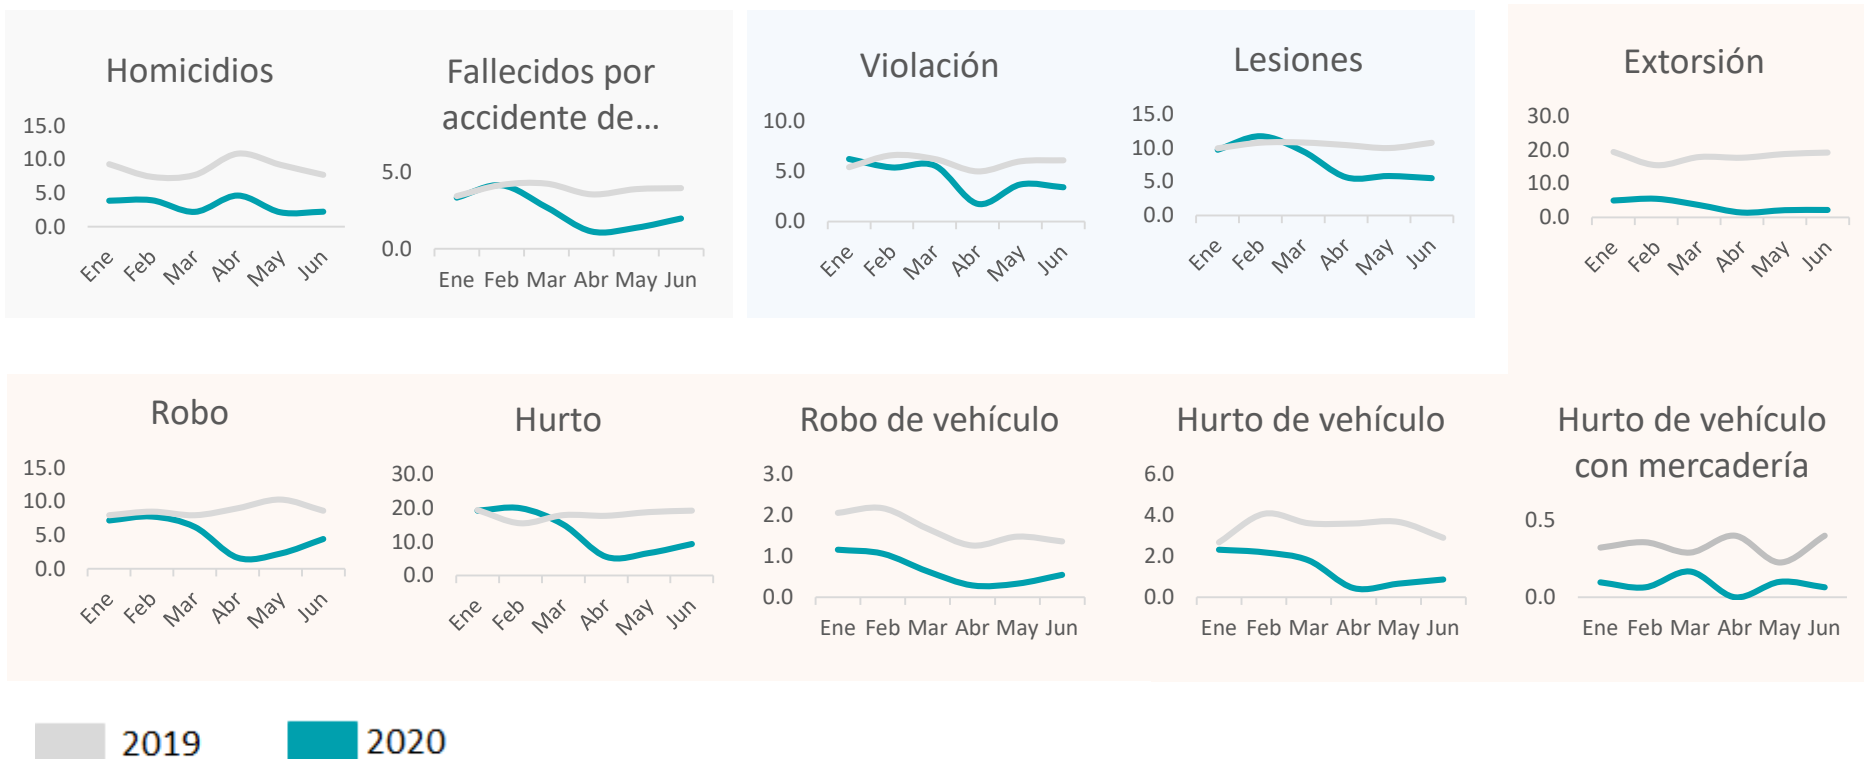 Homicidios
15.0
10.0
5.0
0.0
Ene Feb Mar Abr May Jun
Fallecidos por
accidente de...
5.0
0.0
Ene Feb Mar Abr May Jun
Violación
10.0
5.0
0.0
Ene Feb Mar Abr May Jun
Lesiones
15.0
10.0
5.0
0.0
Ene Feb Mar Abr May Jun
Extorsión
30.0
20.0
10.0
0.0
Ene Feb Mar Abr May Jun
Robo
15.0
10.0
5.0
0.0
Ene Feb Mar Abr May Jun
Hurto
30.0
20.0
10.0
0.0
Ene Feb Mar Abr May Jun
Robo de vehículo
3.0
2.0
1.0
0.0
Ene Feb Mar Abr May Jun
Hurto de vehículo
6.0
4.0
2.0
0.0
Ene Feb Mar Abr May Jun
Hurto de vehículo
con mercadería
0.5
0.0
Ene Feb Mar Abr May Jun
2019 2020